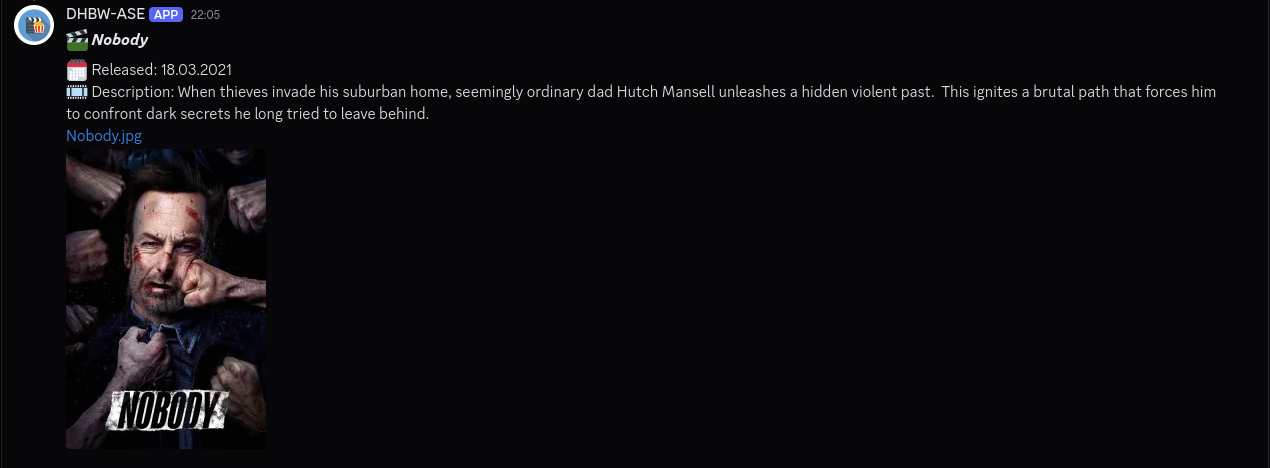 DHBW-ASE APP 22:05
Nobody
Released: 18.03.2021
Description: When thieves invade his suburban home, seemingly ordinary dad Hutch Mansell unleashes a hidden violent past.  This ignites a brutal path that forces him
to confront dark secrets he long tried to leave behind.
Nobody.jpg
NOBODY